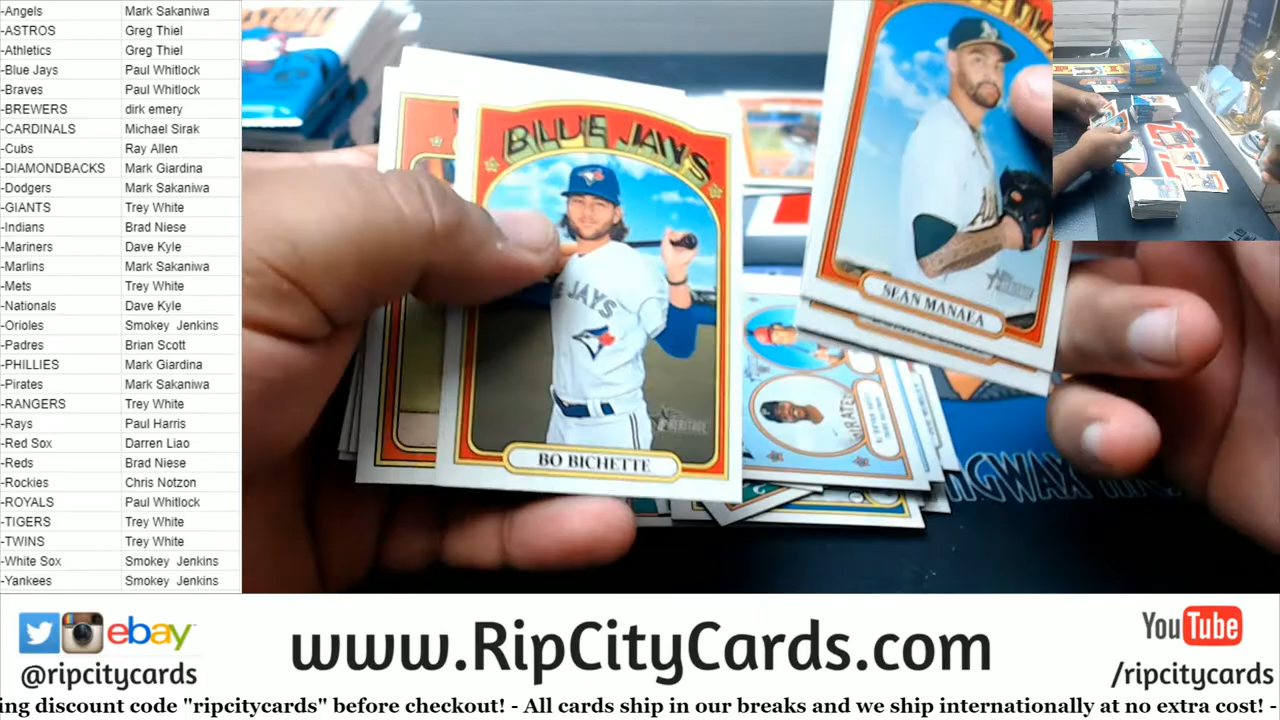 -Angels Mark Sakaniwa
-ASTROS Greg Thiel
-Athletics Greg Thiel
-Blue Jays Paul Whitlock
-Braves Paul Whitlock
-BREWERS dirk emery
-CARDINALS Michael Sirak
-Cubs Ray Allen
-DIAMONDBACKS Mark Giardina
-Dodgers Mark Sakaniwa
-GIANTS Trey White
-Indians Brad Niese
-Mariners Dave Kyle
-Marlins Mark Sakaniwa
-Mets Trey White
-Nationals Dave Kyle
-Orioles Smokey Jenkins
-Padres Brian Scott
-PHILLIES Mark Giardina
-Pirates Mark Sakaniwa
-RANGERS Trey White
-Rays Paul Harris
-Red Sox Darren Liao
-Reds Brad Niese
-Rockies Chris Notzon
-ROYALS Paul Whitlock
-TIGERS Trey White
-TWINS Trey White
-White Sox Smokey Jenkins
-Yankees Smokey Jenkins
BLUE JAYS
JAYS
HERITAGE
BO BICHETTE
SEAN MANAEA
ebay
@ripcitycards
www.RipCityCards.com
YouTube
/ripcitycards
ing discount code "ripcitycards" before checkout! - All cards ship in our breaks and we ship internationally at no extra cost! -